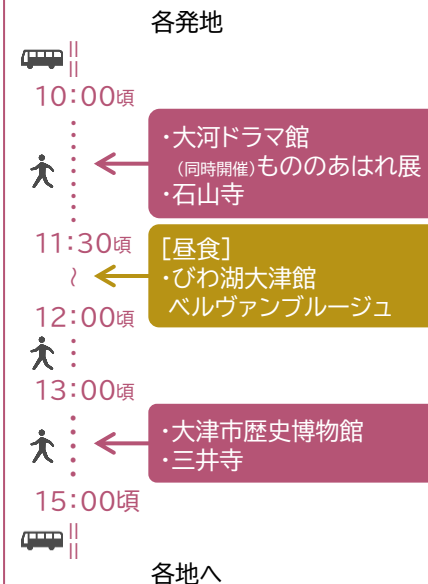 各発地
10:00頃
・大河ドラマ館
(同時開催)もののあはれ展
・石山寺
11:30頃
～
[昼食]
・びわ湖大津館
ベルヴァンブルージュ
12:00頃
13:00頃
・大津市歴史博物館
・三井寺
15:00頃
各地へ